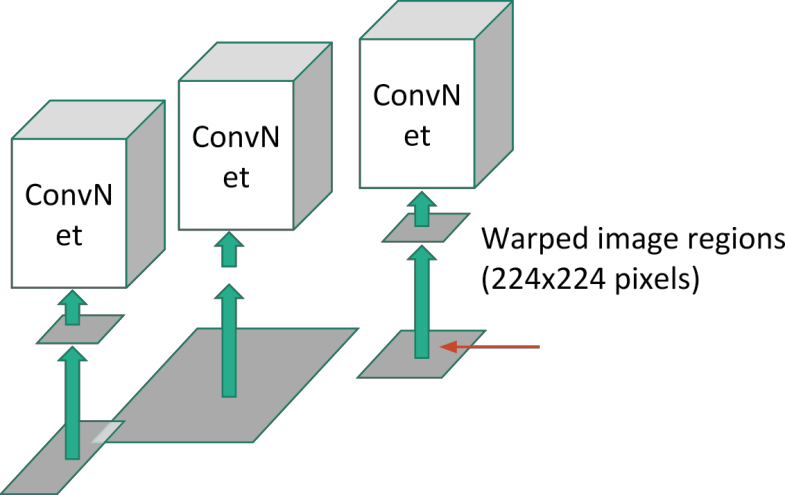 ConvN
et
ConvN
et
ConvN
et
Warped image regions
(224x224 pixels)